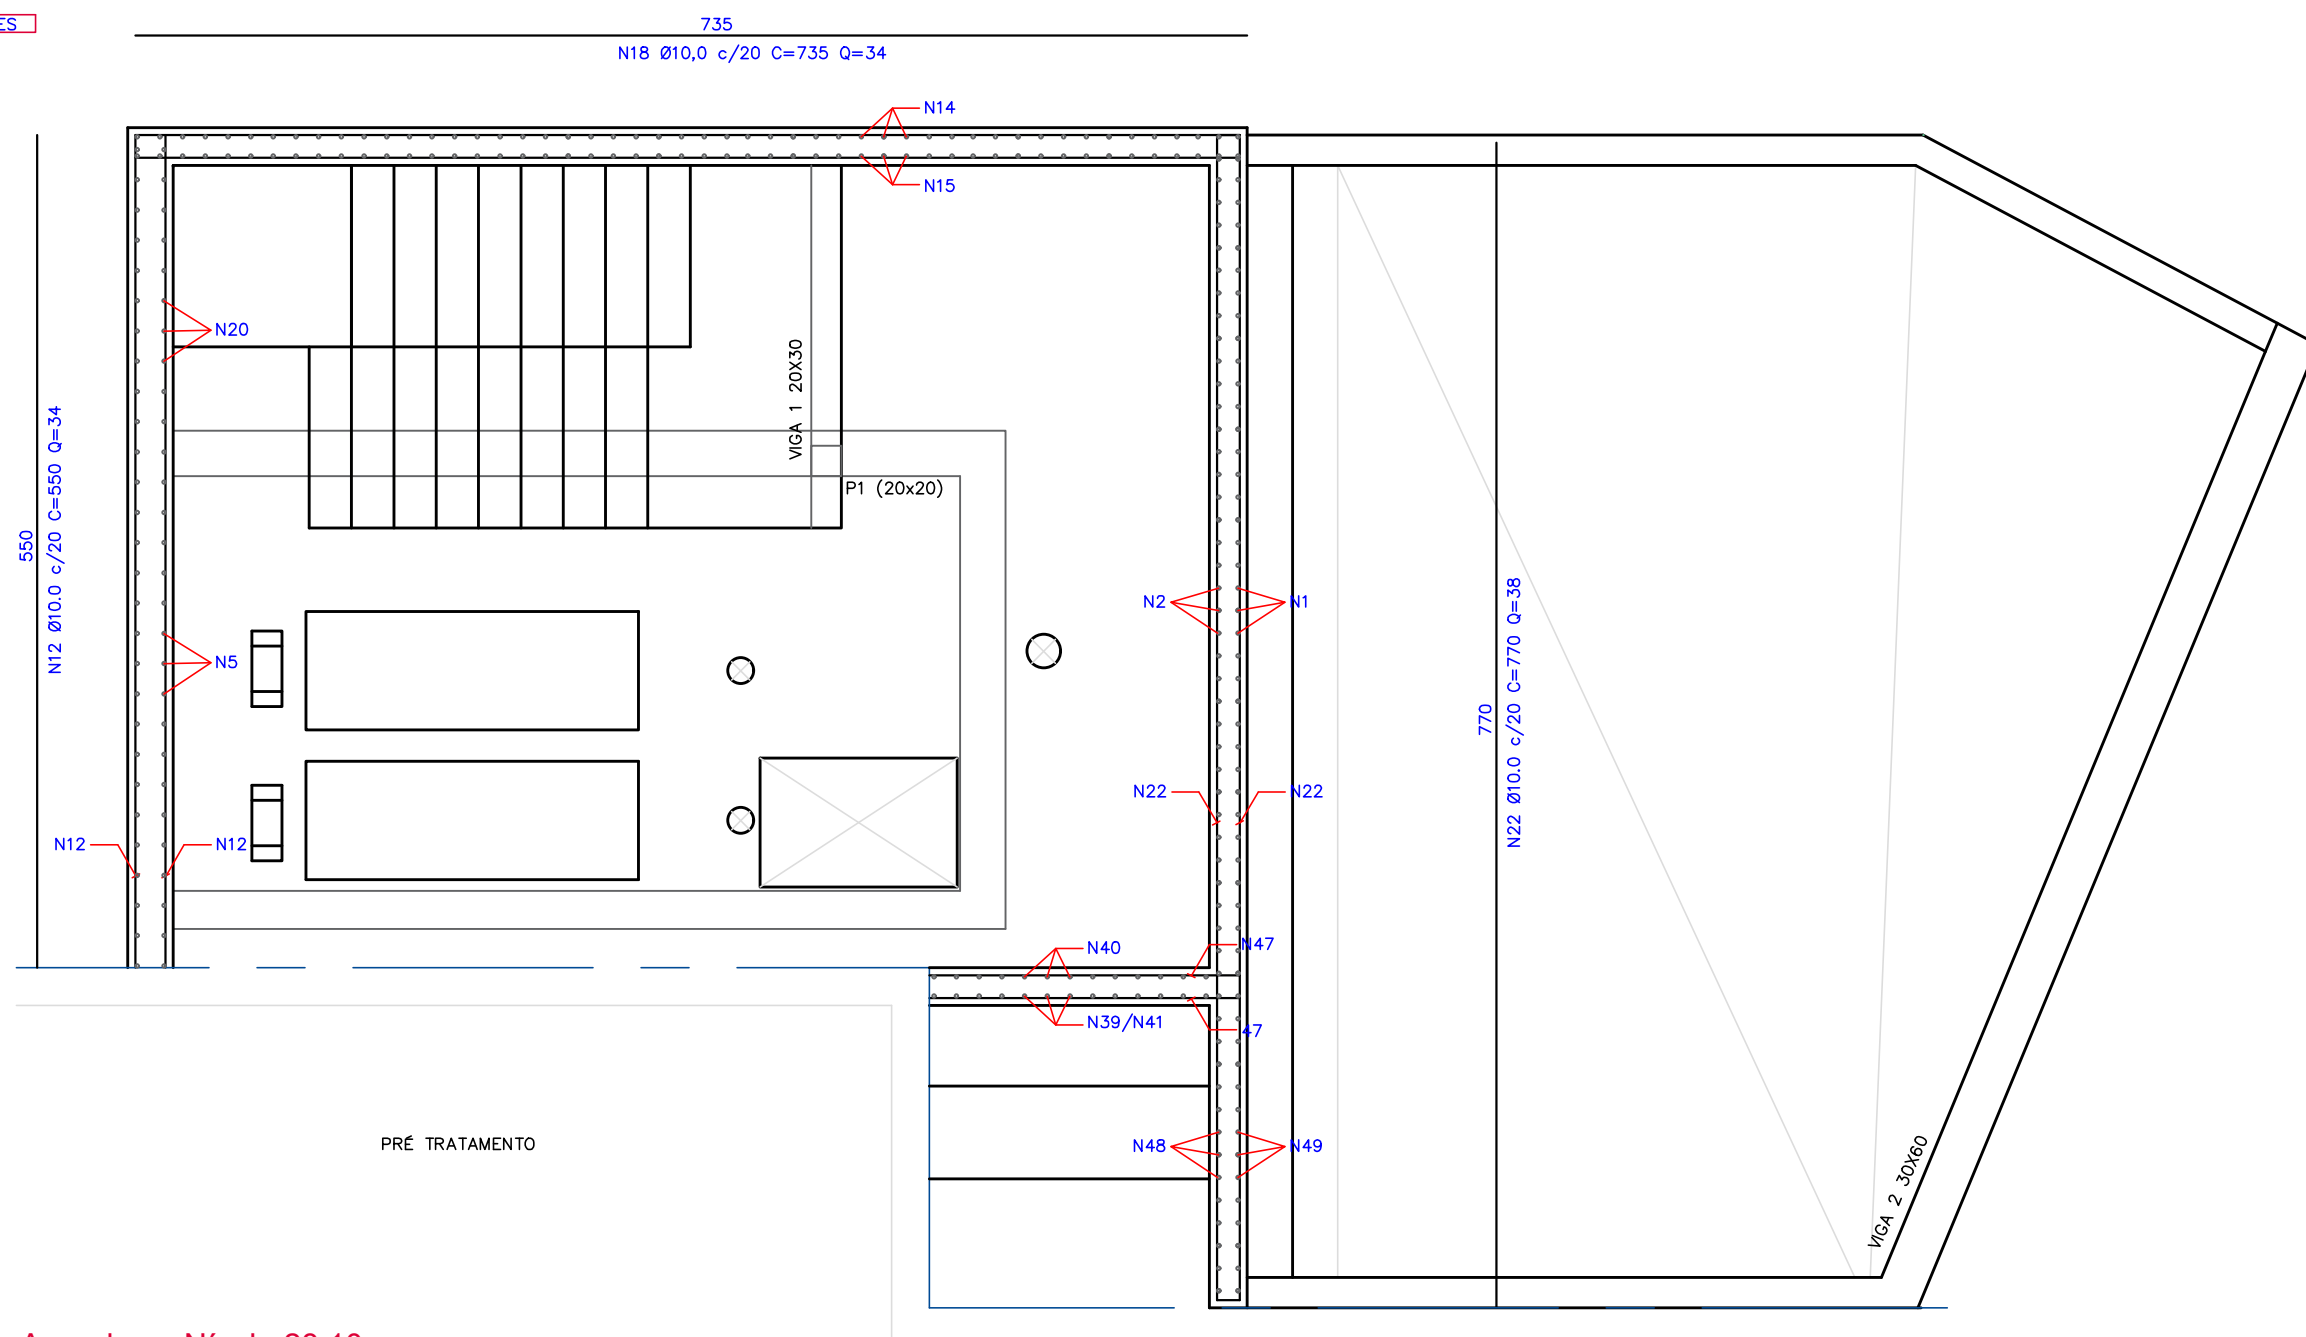 735
N18 Ø10,0 c/20 C=735 Q=34
N14
N15
N20
VIGA 1 20X30
P1 (20x20)
550
N12 Ø10.0 c/20 C=550 Q=34
N2
N1
N5
770
N22 Ø10.0 c/20 C=770 Q=38
N22
N22
N12
N12
N40
N47
N39/N41
47
PRÉ TRATAMENTO
N48
N49
VIGA 2 30X60